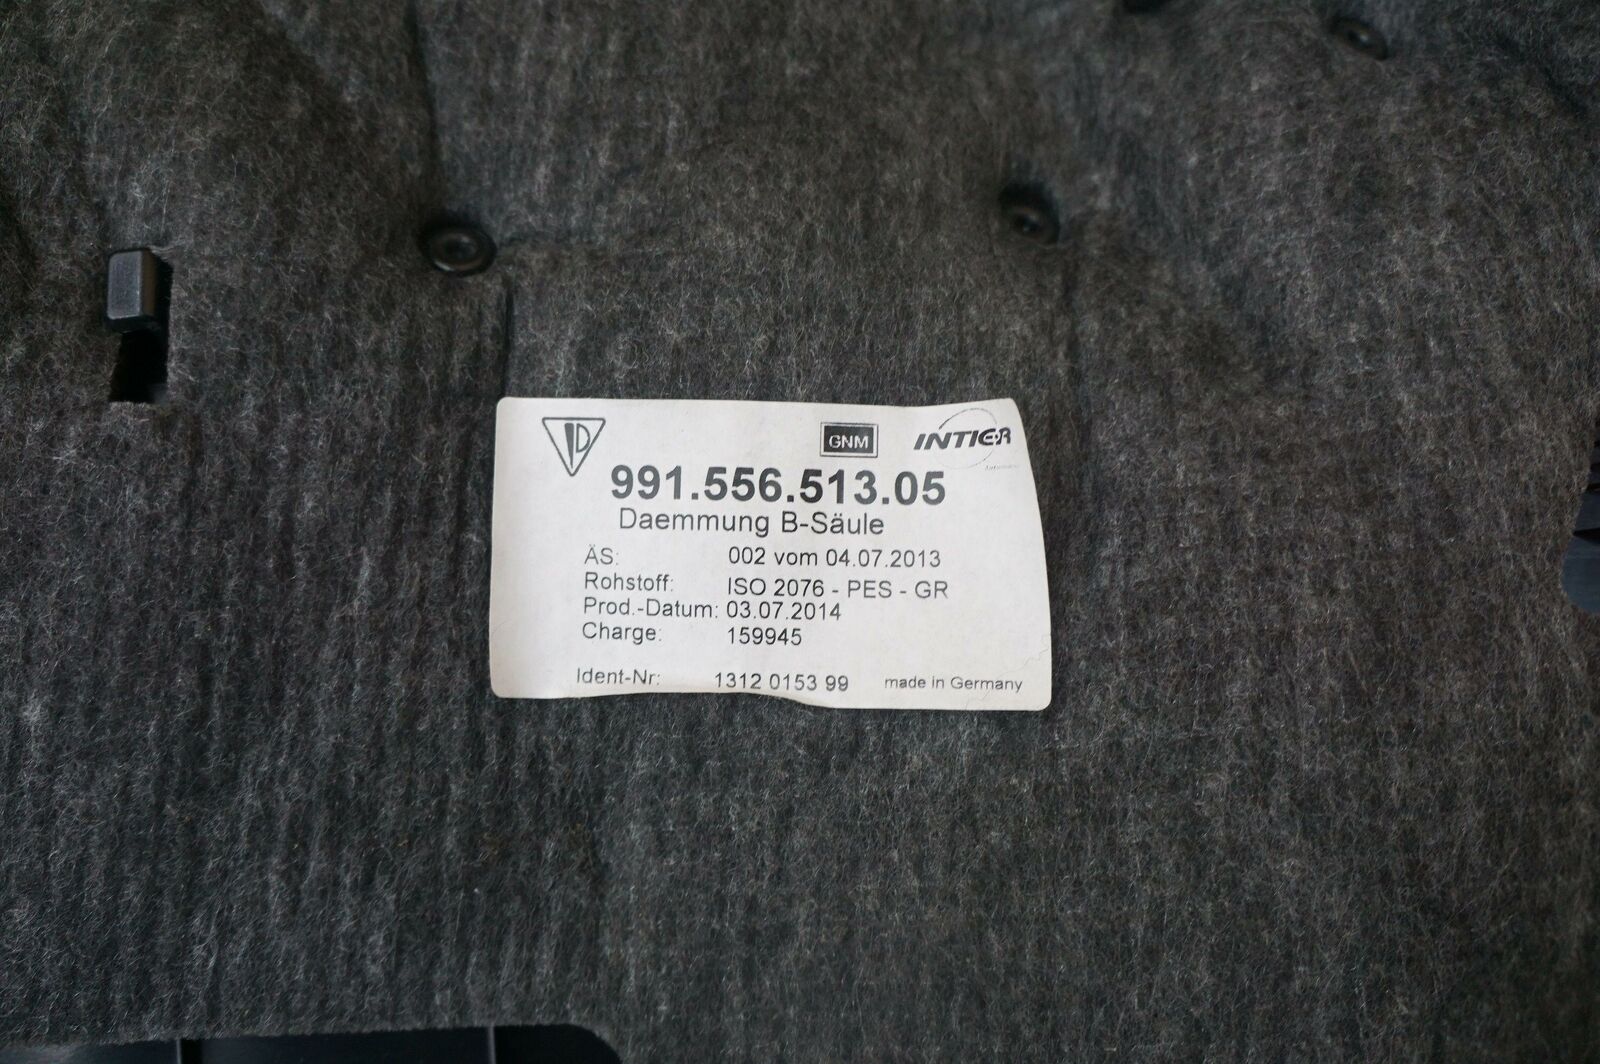 GNM INTIER
991.556.513.05
Daemmung B-Säule
ÄS: 002 vom 04.07.2013
Rohstoff: ISO 2076 - PES - GR
Prod.-Datum: 03.07.2014
Charge: 159945
Ident-Nr: 1312 0153 99 made in Germany